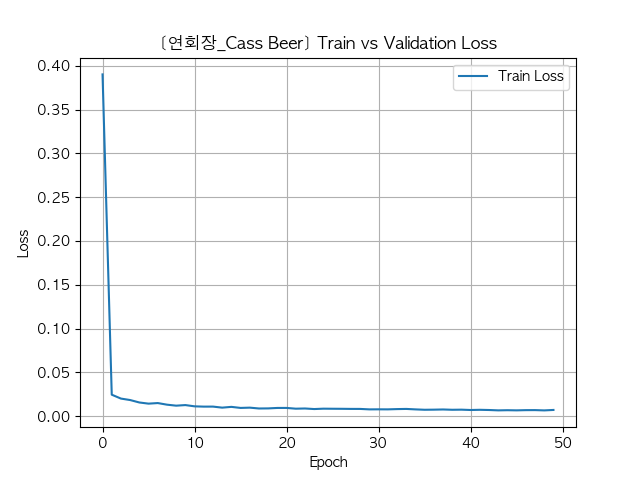 [연회장_Cass Beer] Train vs Validation Loss
Train Loss
0.40
0.35
0.30
0.25
0.20
0.15
0.10
0.05
0.00
Loss
0 10 20 30 40 50
Epoch